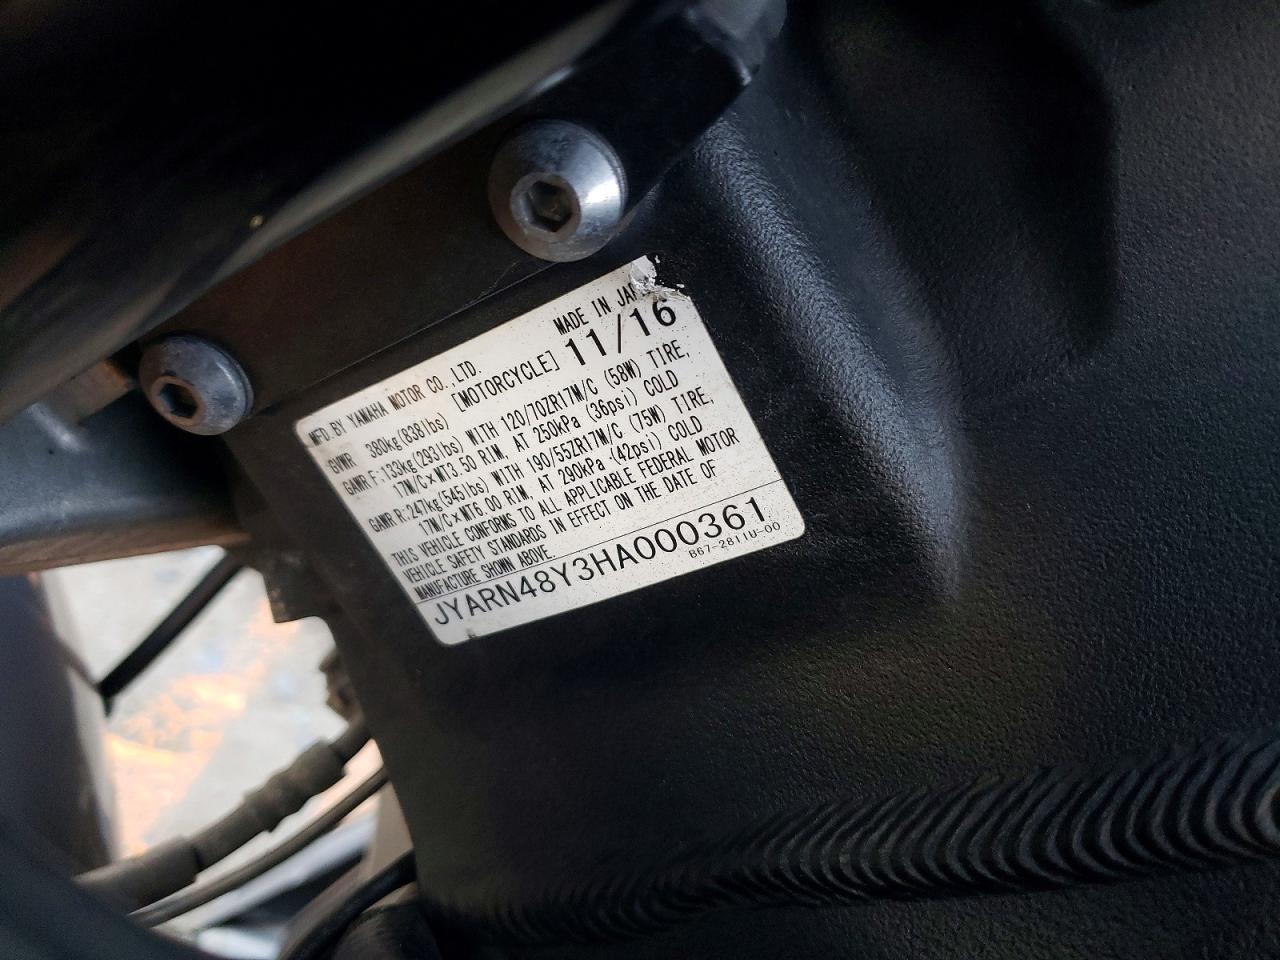 MFD. BY YAMAHA MOTOR CO.,LTD. MADE IN
GVWR 380kg(838lbs) [MOTORCYCLE] 11/16
GAWR F:133kg(293lbs) WITH 120/70ZR17M/C (58W) TIRE,
17M/C×MT3.50 RIM, AT 250kPa (36psi) COLD
GAWR R:247kg(545lbs) WITH 190/55ZR17M/C (75W) TIRE,
17M/C×MT6.00 RIM, AT 290kPa (42psi) COLD
THIS VEHICLE CONFORMS TO ALL APPLICABLE FEDERAL MOTOR
VEHICLE SAFETY STANDARDS IN EFFECT ON THE DATE OF
MANUFACTURE SHOWN ABOVE.
JYARN48Y3HA000361
B67-2811U-00